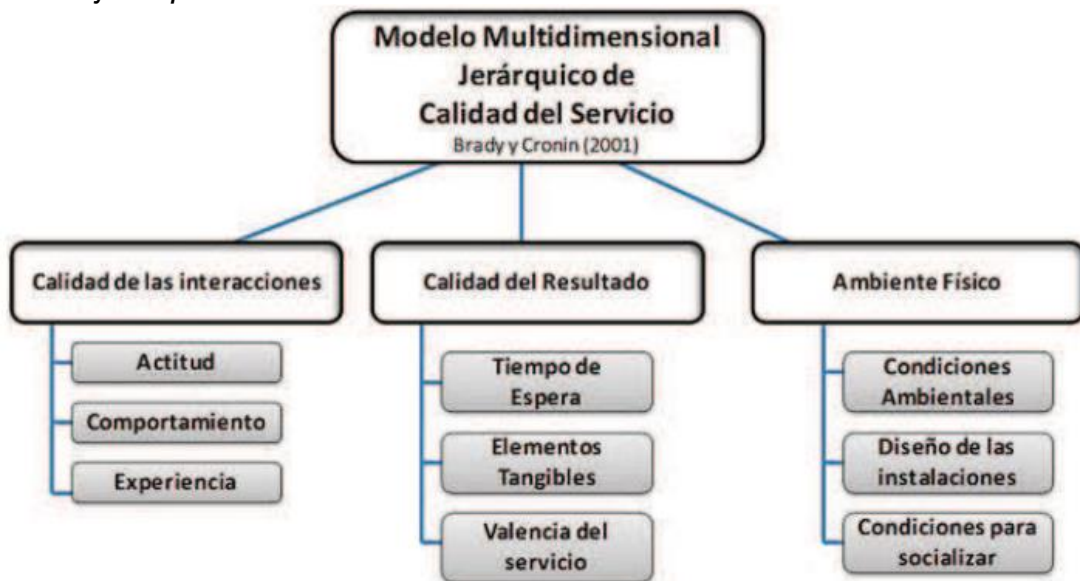 Modelo Multidimensional
Jerárquico de
Calidad del Servicio
Brady y Cronin (2001)
Calidad de las interacciones
Actitud
Comportamiento
Experiencia
Calidad del Resultado
Tiempo de
Espera
Elementos
Tangibles
Valencia del
servicio
Ambiente Físico
Condiciones
Ambientales
Diseño de las
instalaciones
Condiciones para
socializar